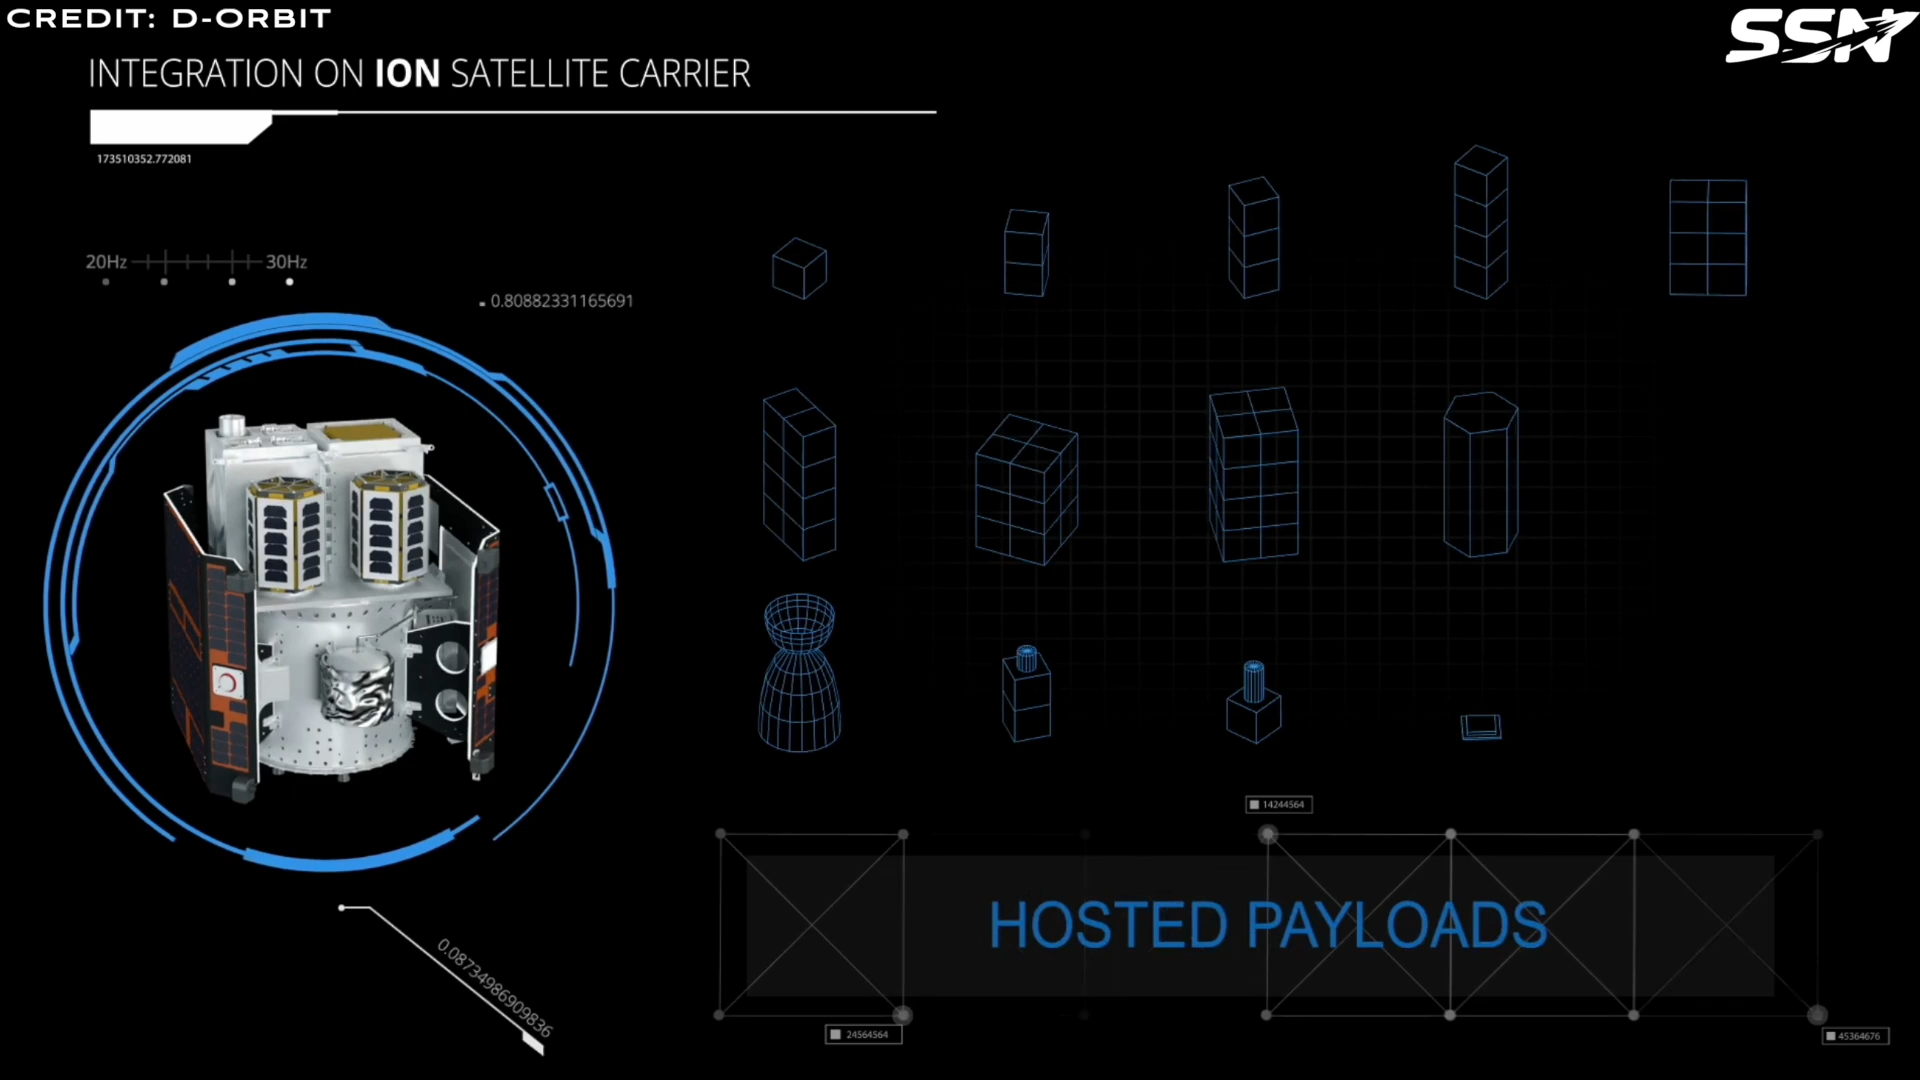 CREDIT: D-ORBIT
SSN
INTEGRATION ON ION SATELLITE CARRIER
173510352.772081
20Hz 30Hz
0.80882331165691
14244564
HOSTED PAYLOADS
0.08734986909836
24564564
45364676